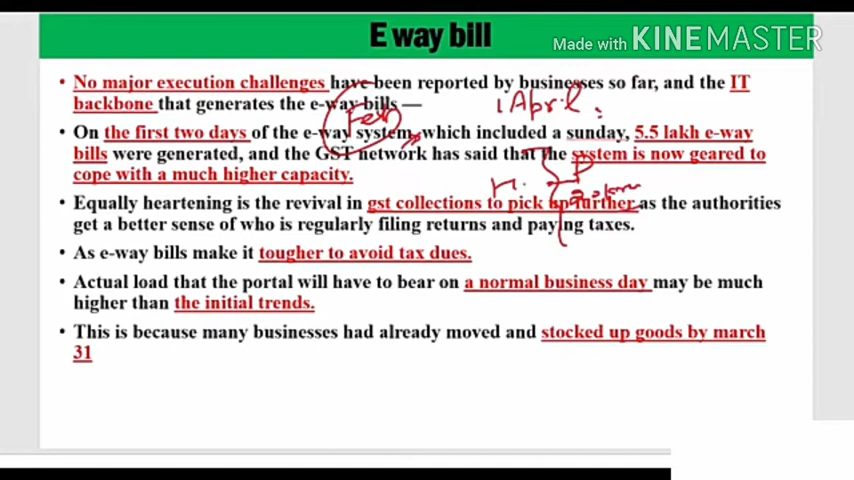 E way bill
Made with KINEMASTER
• No major execution challenges have been reported by businesses so far, and the IT
backbone that generates the e-way bills —
1 April
Feb
• On the first two days of the e-way system, which included a sunday, 5.5 lakh e-way
bills were generated, and the GST network has said that the system is now geared to
cope with a much higher capacity.
P
• Equally heartening is the revival in gst collections to pick up further as the authorities
get a better sense of who is regularly filing returns and paying taxes.
• As e-way bills make it tougher to avoid tax dues.
• Actual load that the portal will have to bear on a normal business day may be much
higher than the initial trends.
• This is because many businesses had already moved and stocked up goods by march
31